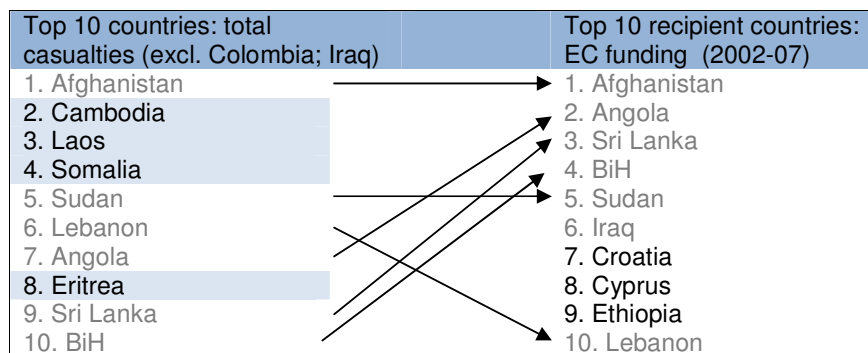 Top 10 countries: total
casualties (excl. Colombia; Iraq)
1. Afghanistan
2. Cambodia
3. Laos
4. Somalia
5. Sudan
6. Lebanon
7. Angola
8. Eritrea
9. Sri Lanka
10. BiH
Top 10 recipient countries:
EC funding (2002-07)
1. Afghanistan
2. Angola
3. Sri Lanka
4. BiH
5. Sudan
6. Iraq
7. Croatia
8. Cyprus
9. Ethiopia
10. Lebanon